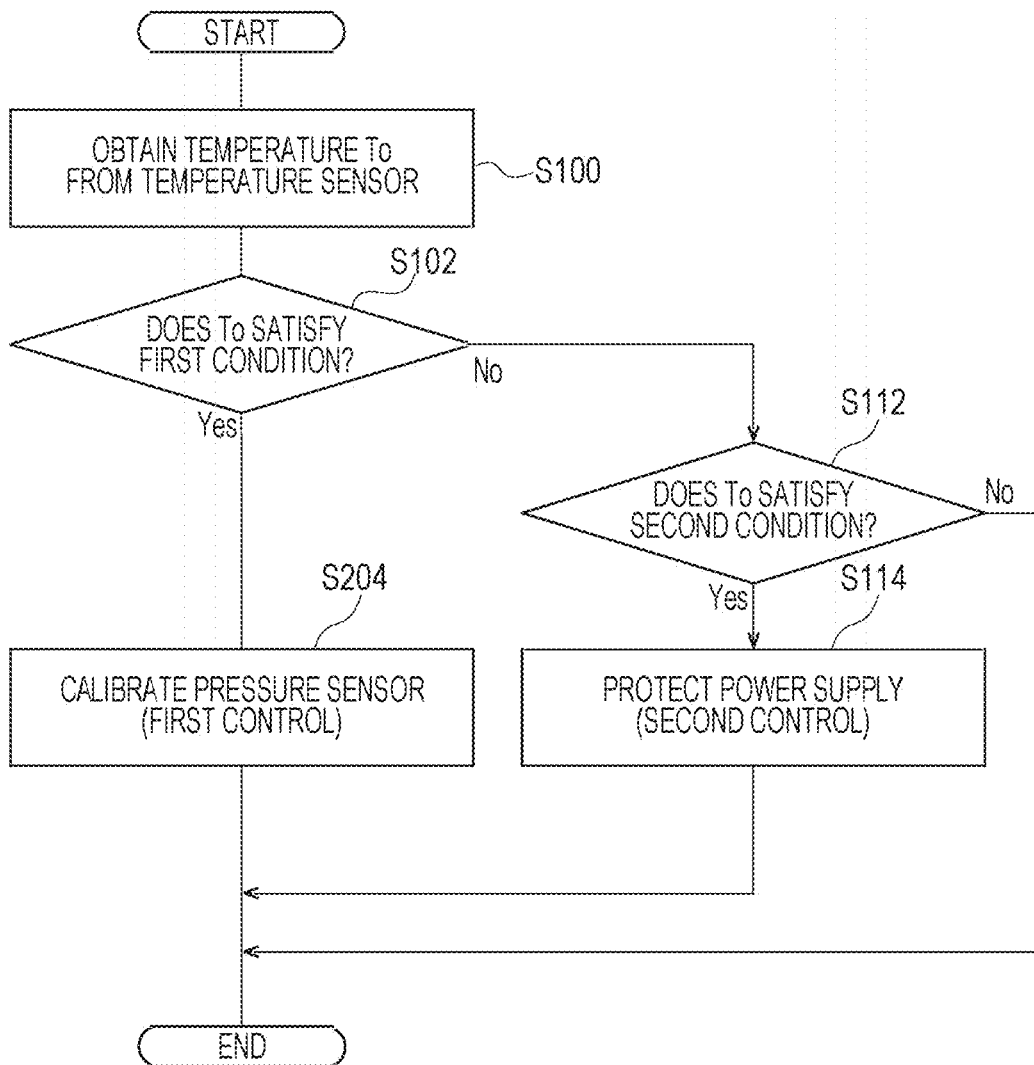 START
OBTAIN TEMPERATURE To
FROM TEMPERATURE SENSOR
S100
S102
DOES To SATISFY
FIRST CONDITION?
No
Yes
S112
DOES To SATISFY
SECOND CONDITION?
No
Yes
S204
S114
CALIBRATE PRESSURE SENSOR
(FIRST CONTROL)
PROTECT POWER SUPPLY
(SECOND CONTROL)
END